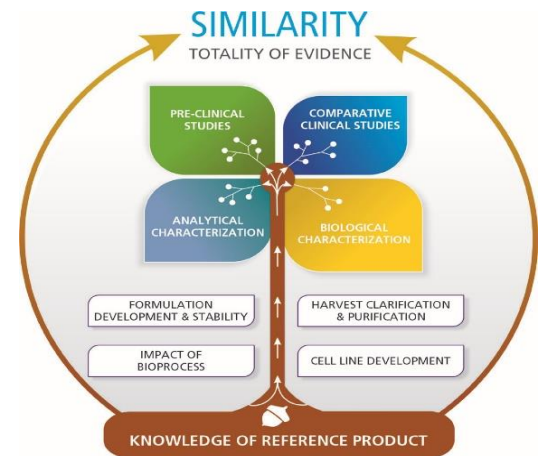 SIMILARITY
TOTALITY OF EVIDENCE
PRE-CLINICAL
STUDIES
COMPARATIVE
CLINICAL STUDIES
ANALYTICAL
CHARACTERIZATION
BIOLOGICAL
CHARACTERIZATION
FORMULATION
DEVELOPMENT & STABILITY
HARVEST CLARIFICATION
& PURIFICATION
IMPACT OF
BIOPROCESS
CELL LINE DEVELOPMENT
KNOWLEDGE OF REFERENCE PRODUCT